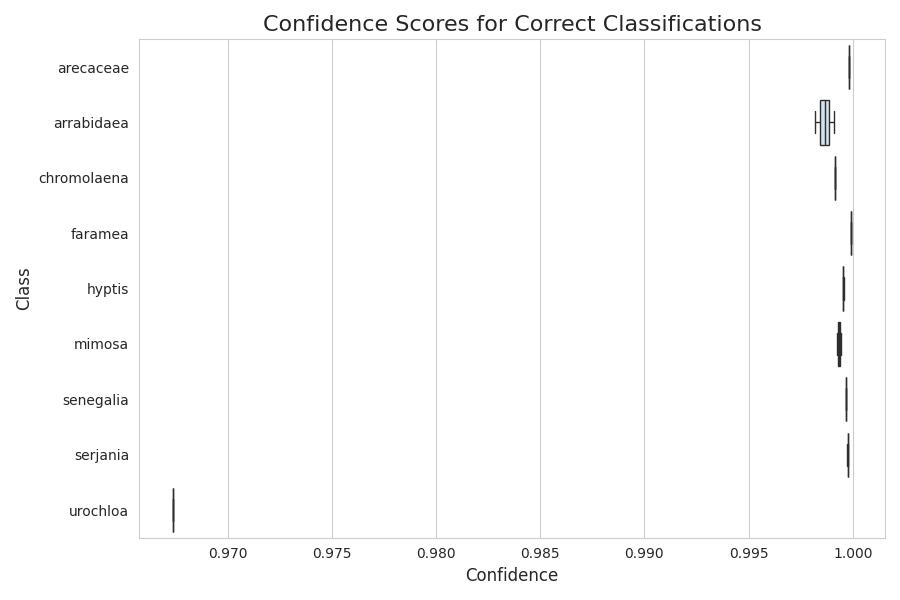 Confidence Scores for Correct Classifications
arecaceae
arrabidaea
chromolaena
faramea
hyptis
mimosa
senegalia
serjania
urochloa
Class
0.970 0.975 0.980 0.985 0.990 0.995 1.000
Confidence